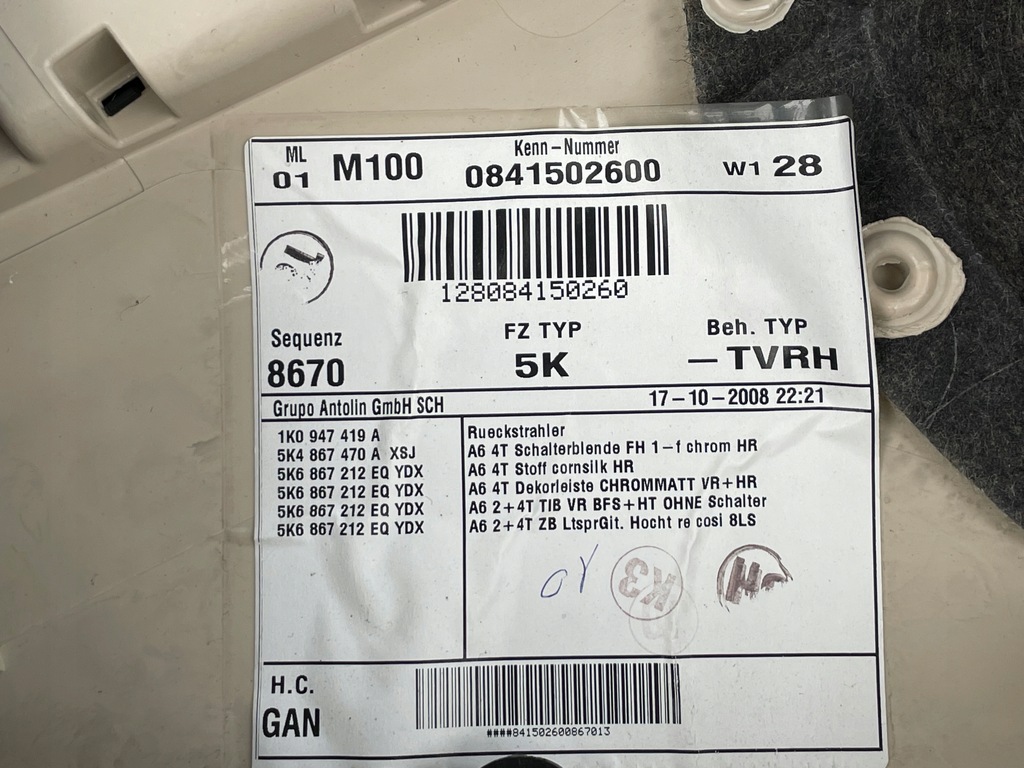 ML Kenn-Nummer
01 M100 0841502600 W1 28
128084150260
Sequenz FZ TYP Beh. TYP
8670 5K -TVRH
Grupo Antolin GmbH SCH 17-10-2008 22:21
1K0 947 419 A Rueckstrahler
5K4 867 470 A XSJ A6 4T Schalterblende FH 1-f chrom HR
5K6 867 212 EQ YDX A6 4T Stoff cornsilk HR
5K6 867 212 EQ YDX A6 4T Dekorleiste CHROMMATT VR+HR
5K6 867 212 EQ YDX A6 2+4T TIB VR BFS+HT OHNE Schalter
5K6 867 212 EQ YDX A6 2+4T ZB LtsprGit. Hocht re cosi 8LS
K3
H.C.
GAN
####841502600867013